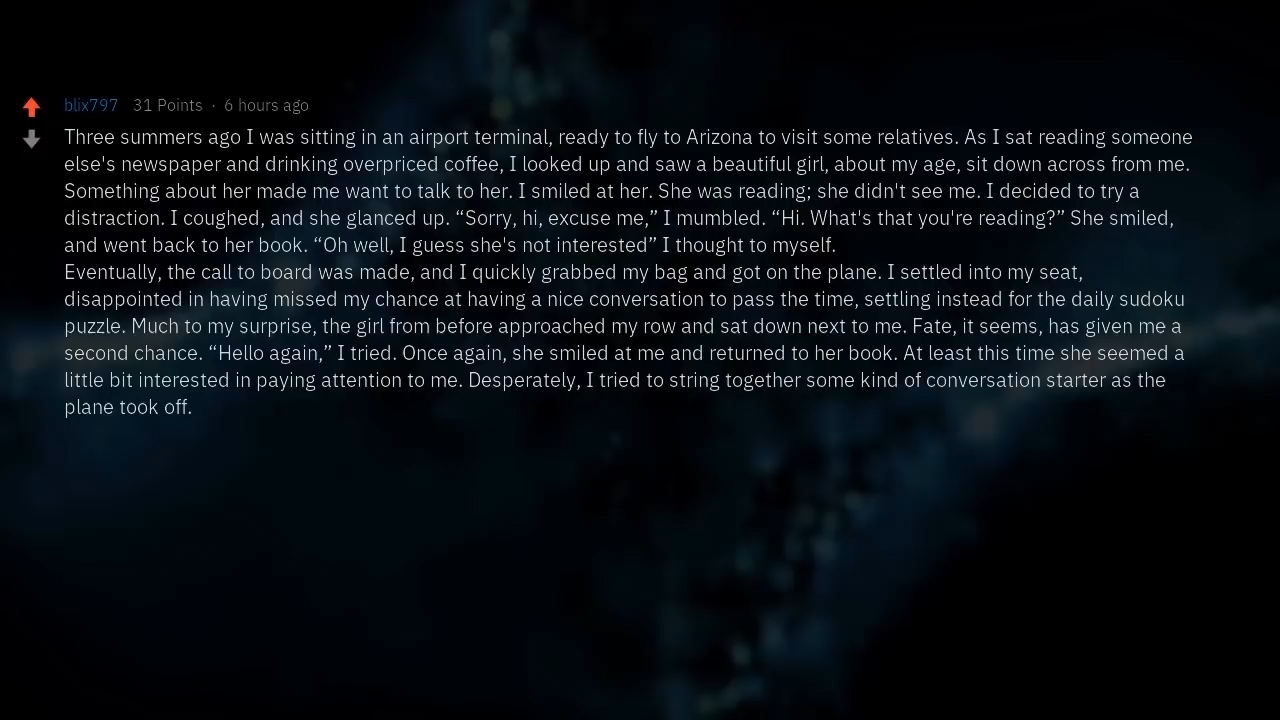 blix797 31 Points · 6 hours ago
Three summers ago I was sitting in an airport terminal, ready to fly to Arizona to visit some relatives. As I sat reading someone
else's newspaper and drinking overpriced coffee, I looked up and saw a beautiful girl, about my age, sit down across from me.
Something about her made me want to talk to her. I smiled at her. She was reading; she didn't see me. I decided to try a
distraction. I coughed, and she glanced up. “Sorry, hi, excuse me,” I mumbled. “Hi. What's that you're reading?” She smiled,
and went back to her book. “Oh well, I guess she's not interested” I thought to myself.
Eventually, the call to board was made, and I quickly grabbed my bag and got on the plane. I settled into my seat,
disappointed in having missed my chance at having a nice conversation to pass the time, settling instead for the daily sudoku
puzzle. Much to my surprise, the girl from before approached my row and sat down next to me. Fate, it seems, has given me a
second chance. “Hello again,” I tried. Once again, she smiled at me and returned to her book. At least this time she seemed a
little bit interested in paying attention to me. Desperately, I tried to string together some kind of conversation starter as the
plane took off.